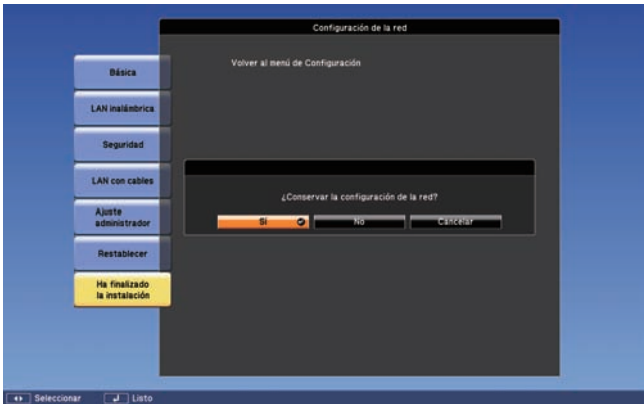 Configuración de la red
Volver al menú de Configuración
Básica
LAN inalámbrica
Seguridad
LAN con cables
Ajuste
administrador
Restablecer
Ha finalizado
la instalación
¿Conservar la configuración de la red?
Sí No Cancelar
Seleccionar Listo